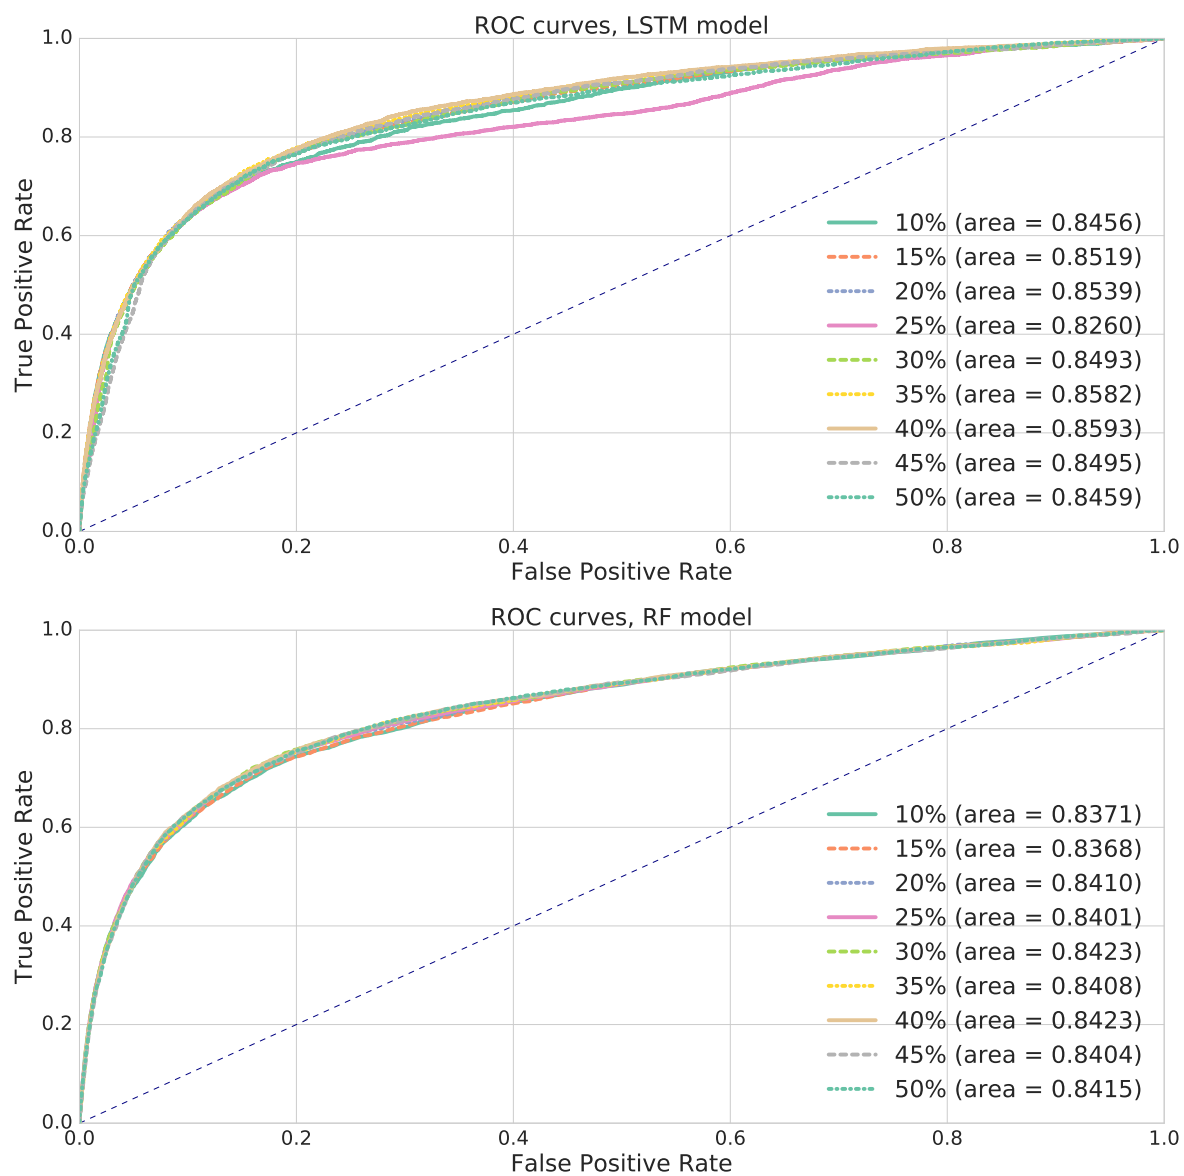 ROC curves, LSTM model
1.0
0.8
0.6
0.4
0.2
0.0
True Positive Rate
10% (area = 0.8456)
15% (area = 0.8519)
20% (area = 0.8539)
25% (area = 0.8260)
30% (area = 0.8493)
35% (area = 0.8582)
40% (area = 0.8593)
45% (area = 0.8495)
50% (area = 0.8459)
0.0 0.2 0.4 0.6 0.8 1.0
False Positive Rate
ROC curves, RF model
1.0
0.8
0.6
0.4
0.2
0.0
True Positive Rate
10% (area = 0.8371)
15% (area = 0.8368)
20% (area = 0.8410)
25% (area = 0.8401)
30% (area = 0.8423)
35% (area = 0.8408)
40% (area = 0.8423)
45% (area = 0.8404)
50% (area = 0.8415)
0.0 0.2 0.4 0.6 0.8 1.0
False Positive Rate